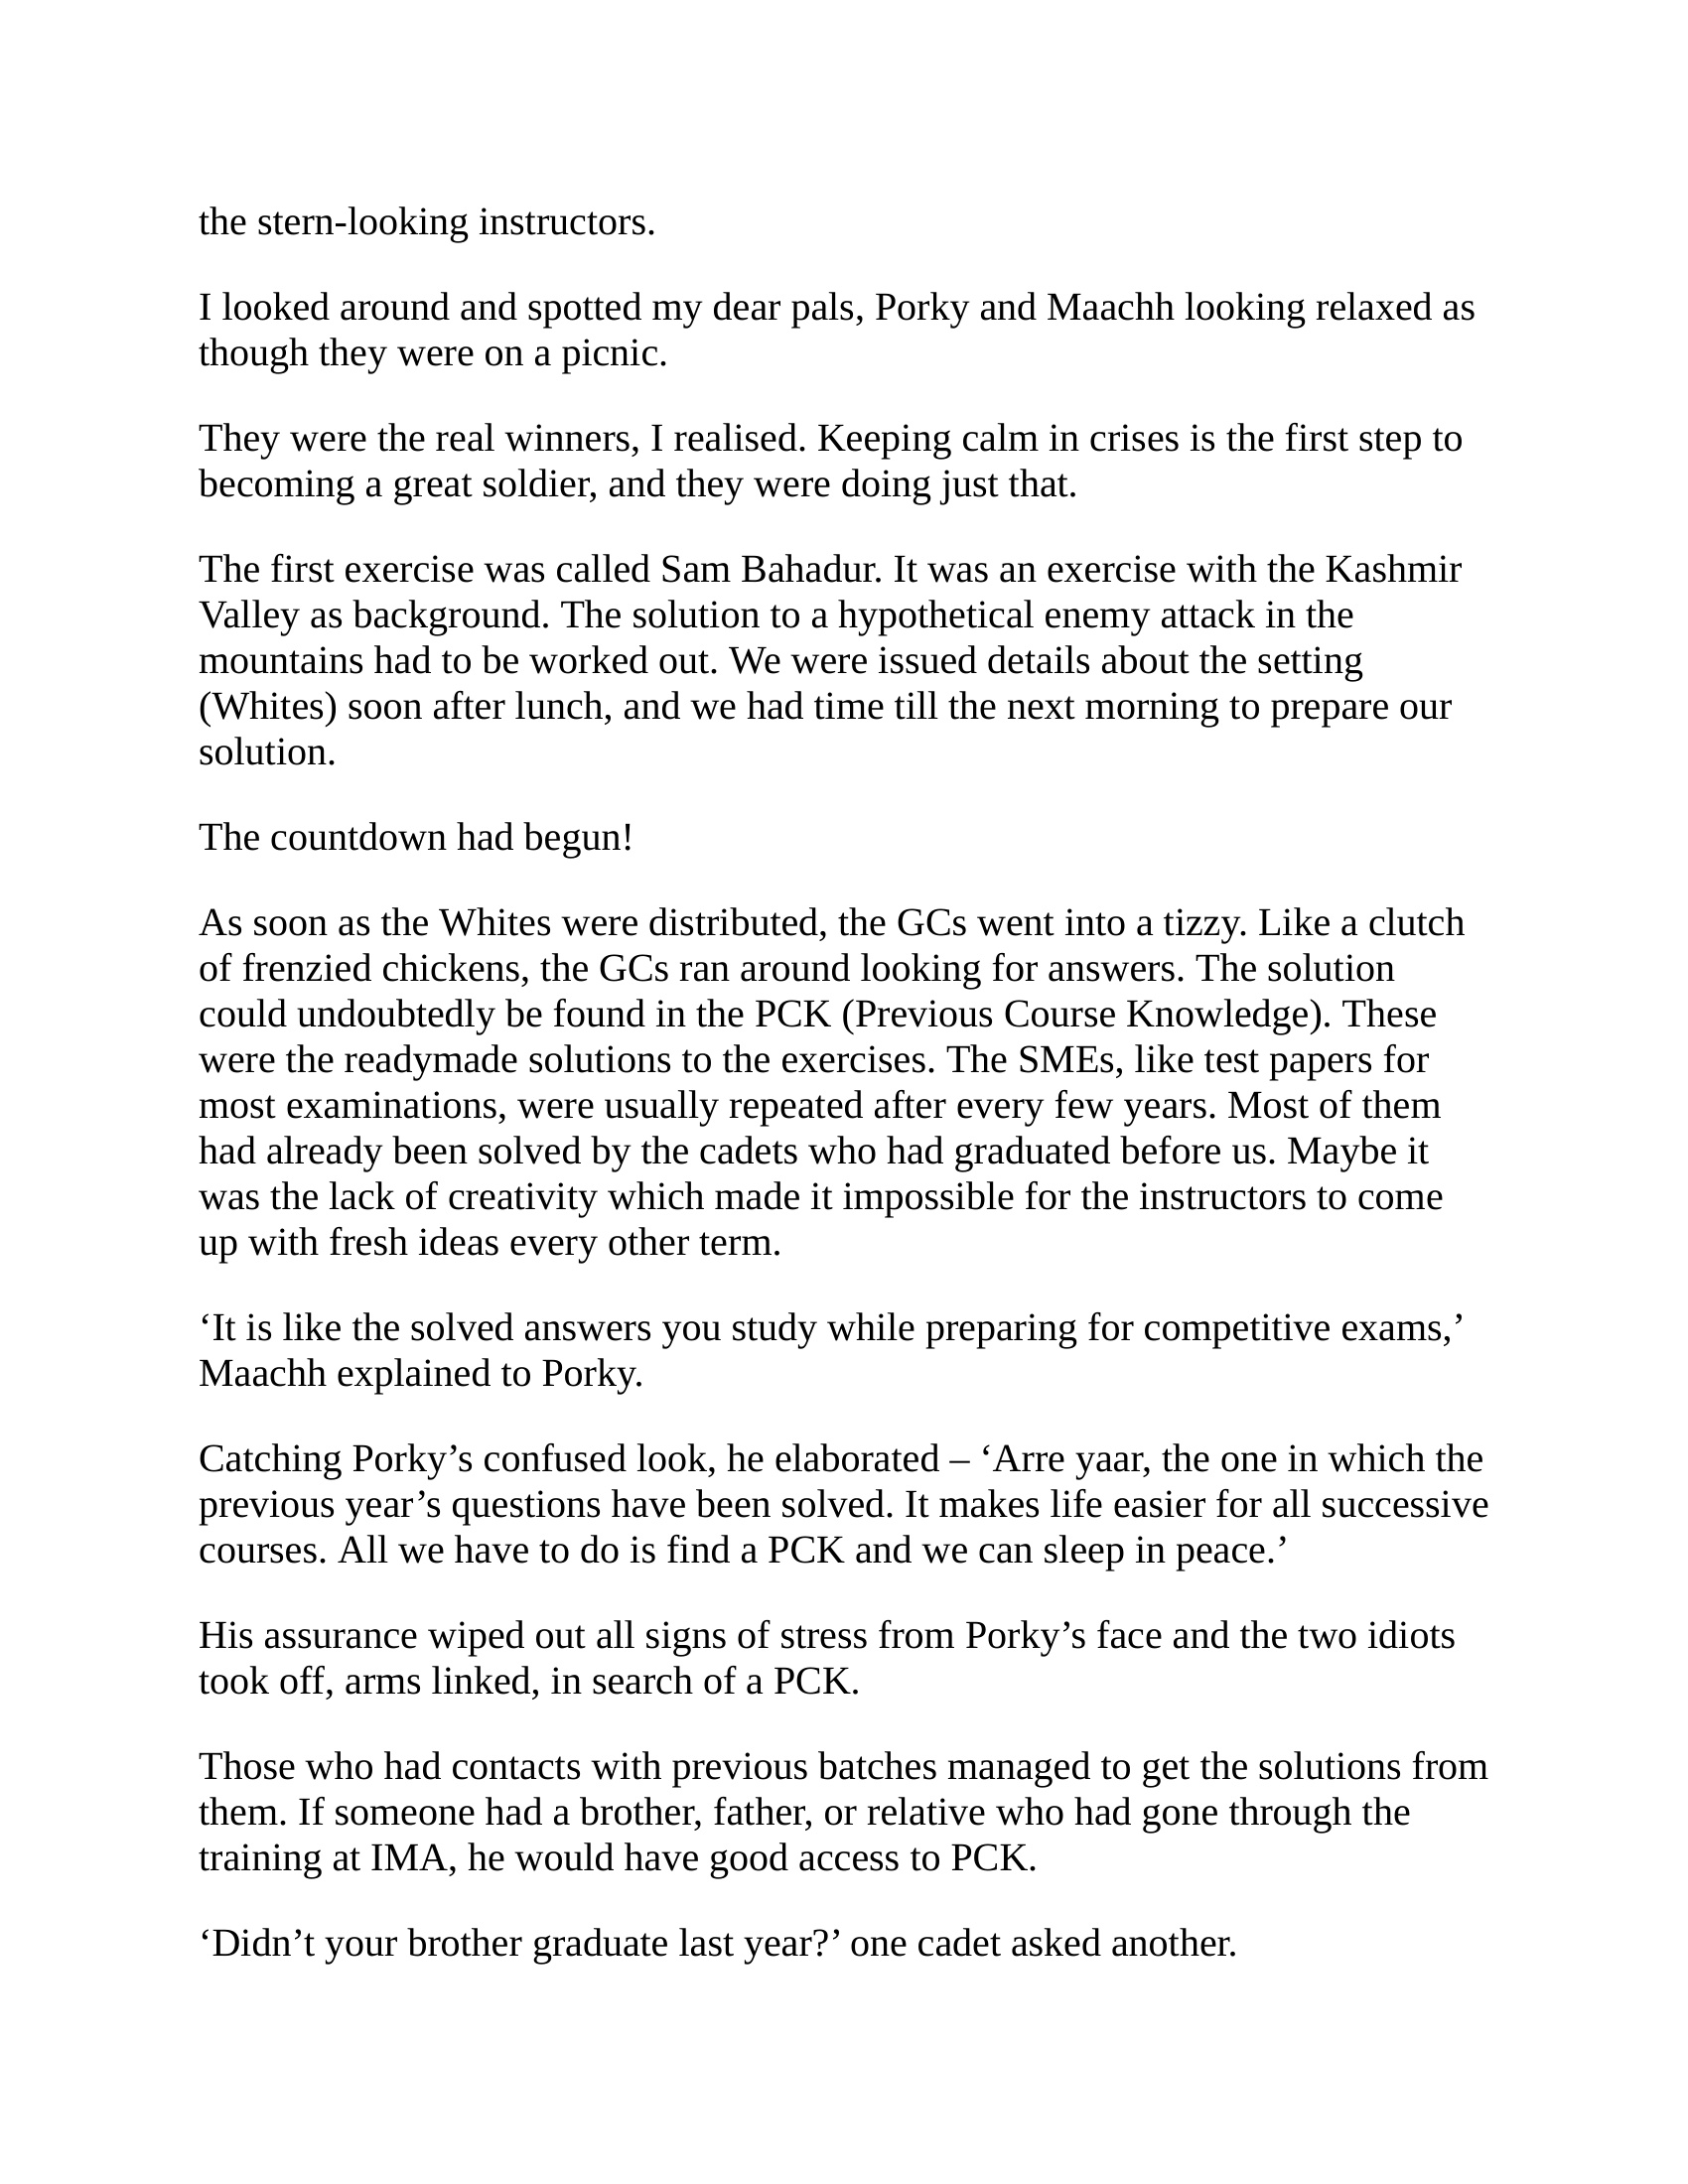 the stern-looking instructors.
I looked around and spotted my dear pals, Porky and Maachh looking relaxed as
though they were on a picnic.
They were the real winners, I realised. Keeping calm in crises is the first step to
becoming a great soldier, and they were doing just that.
The first exercise was called Sam Bahadur. It was an exercise with the Kashmir
Valley as background. The solution to a hypothetical enemy attack in the
mountains had to be worked out. We were issued details about the setting
(Whites) soon after lunch, and we had time till the next morning to prepare our
solution.
The countdown had begun!
As soon as the Whites were distributed, the GCs went into a tizzy. Like a clutch
of frenzied chickens, the GCs ran around looking for answers. The solution
could undoubtedly be found in the PCK (Previous Course Knowledge). These
were the readymade solutions to the exercises. The SMEs, like test papers for
most examinations, were usually repeated after every few years. Most of them
had already been solved by the cadets who had graduated before us. Maybe it
was the lack of creativity which made it impossible for the instructors to come
up with fresh ideas every other term.
‘It is like the solved answers you study while preparing for competitive exams,’
Maachh explained to Porky.
Catching Porky’s confused look, he elaborated – ‘Arre yaar, the one in which the
previous year’s questions have been solved. It makes life easier for all successive
courses. All we have to do is find a PCK and we can sleep in peace.’
His assurance wiped out all signs of stress from Porky’s face and the two idiots
took off, arms linked, in search of a PCK.
Those who had contacts with previous batches managed to get the solutions from
them. If someone had a brother, father, or relative who had gone through the
training at IMA, he would have good access to PCK.
‘Didn’t your brother graduate last year?’ one cadet asked another.